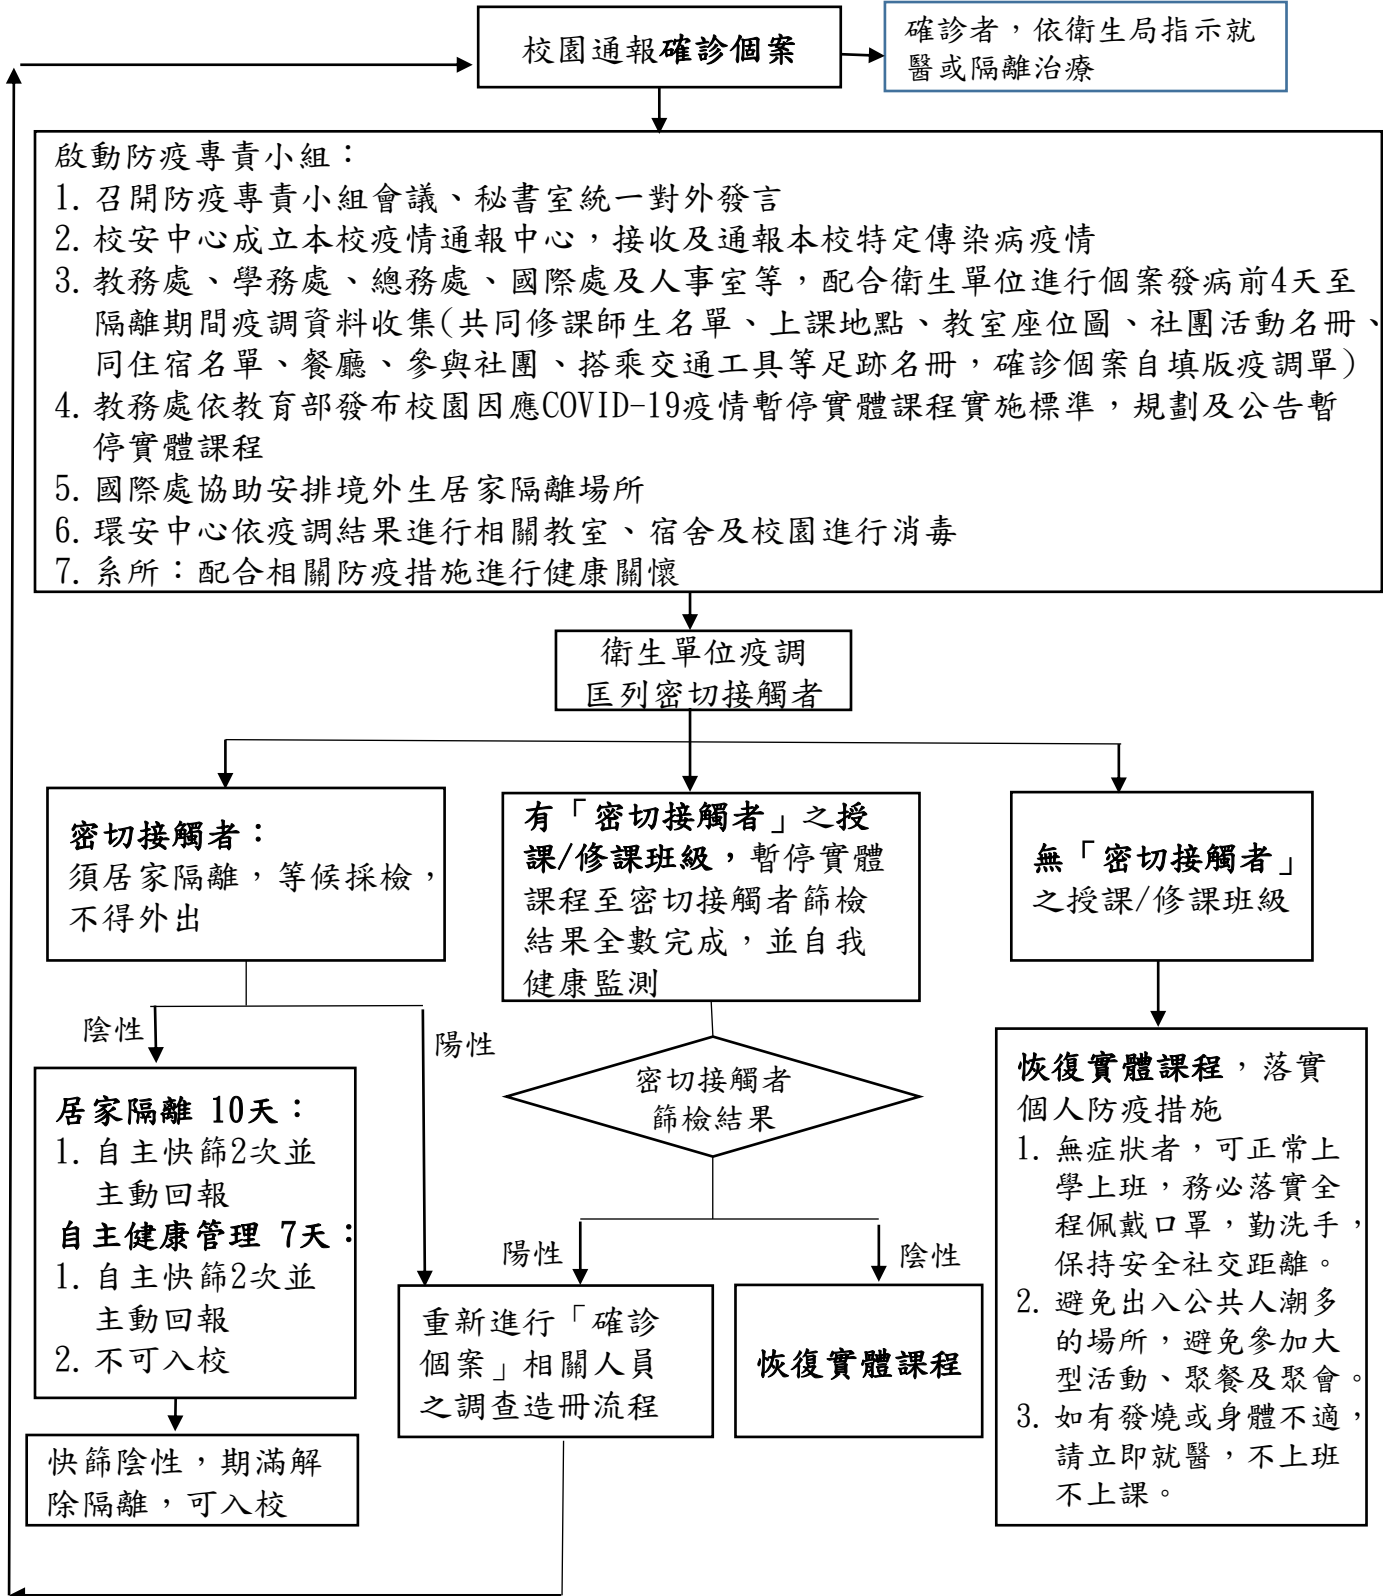 校園通報確診個案
確診者，依衛生局指示就
醫或隔離治療
啟動防疫專責小組：
1. 召開防疫專責小組會議、秘書室統一對外發言
2. 校安中心成立本校疫情通報中心，接收及通報本校特定傳染病疫情
3. 教務處、學務處、總務處、國際處及人事室等，配合衛生單位進行個案發病前4天至
隔離期間疫調資料收集(共同修課師生名單、上課地點、教室座位圖、社團活動名冊、
同住宿名單、餐廳、參與社團、搭乘交通工具等足跡名冊，確診個案自填版疫調單)
4. 教務處依教育部發布校園因應COVID-19疫情暫停實體課程實施標準，規劃及公告暫
停實體課程
5. 國際處協助安排境外生居家隔離場所
6. 環安中心依疫調結果進行相關教室、宿舍及校園進行消毒
7. 系所：配合相關防疫措施進行健康關懷
衛生單位疫調
匡列密切接觸者
密切接觸者：
須居家隔離，等候採檢，
不得外出
有「密切接觸者」之授
課/修課班級，暫停實體
課程至密切接觸者篩檢
結果全數完成，並自我
健康監測
無「密切接觸者」
之授課/修課班級
陰性
陽性
密切接觸者
篩檢結果
居家隔離 10天：
1. 自主快篩2次並
主動回報
自主健康管理 7天：
1. 自主快篩2次並
主動回報
2. 不可入校
快篩陰性，期滿解
除隔離，可入校
陽性
陰性
重新進行「確診
個案」相關人員
之調查造冊流程
恢復實體課程
恢復實體課程，落實
個人防疫措施
1. 無症狀者，可正常上
學上班，務必落實全
程佩戴口罩，勤洗手，
保持安全社交距離。
2. 避免出入公共人潮多
的場所，避免參加大
型活動、聚餐及聚會。
3. 如有發燒或身體不適，
請立即就醫，不上班
不上課。